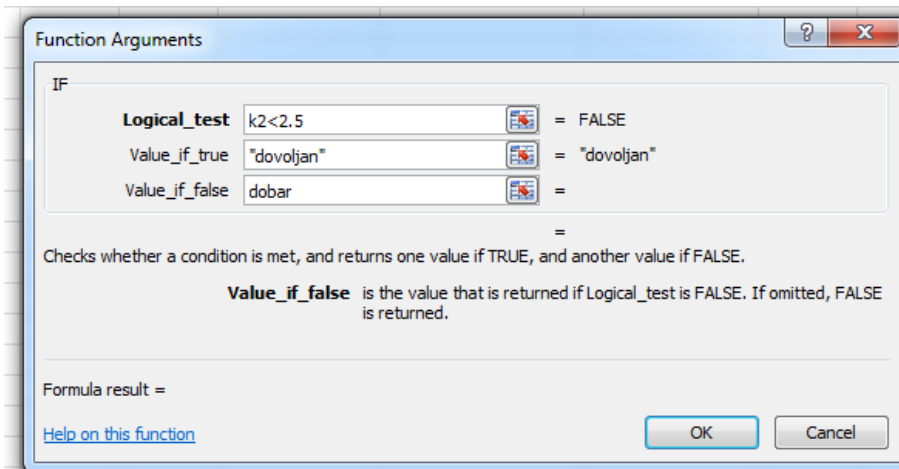 Function Arguments
IF
Logical_test k2<2.5 = FALSE
Value_if_true "dovoljan" = "dovoljan"
Value_if_false dobar =
=
Checks whether a condition is met, and returns one value if TRUE, and another value if FALSE.
Value_if_false is the value that is returned if Logical_test is FALSE. If omitted, FALSE
is returned.
Formula result =
Help on this function OK Cancel